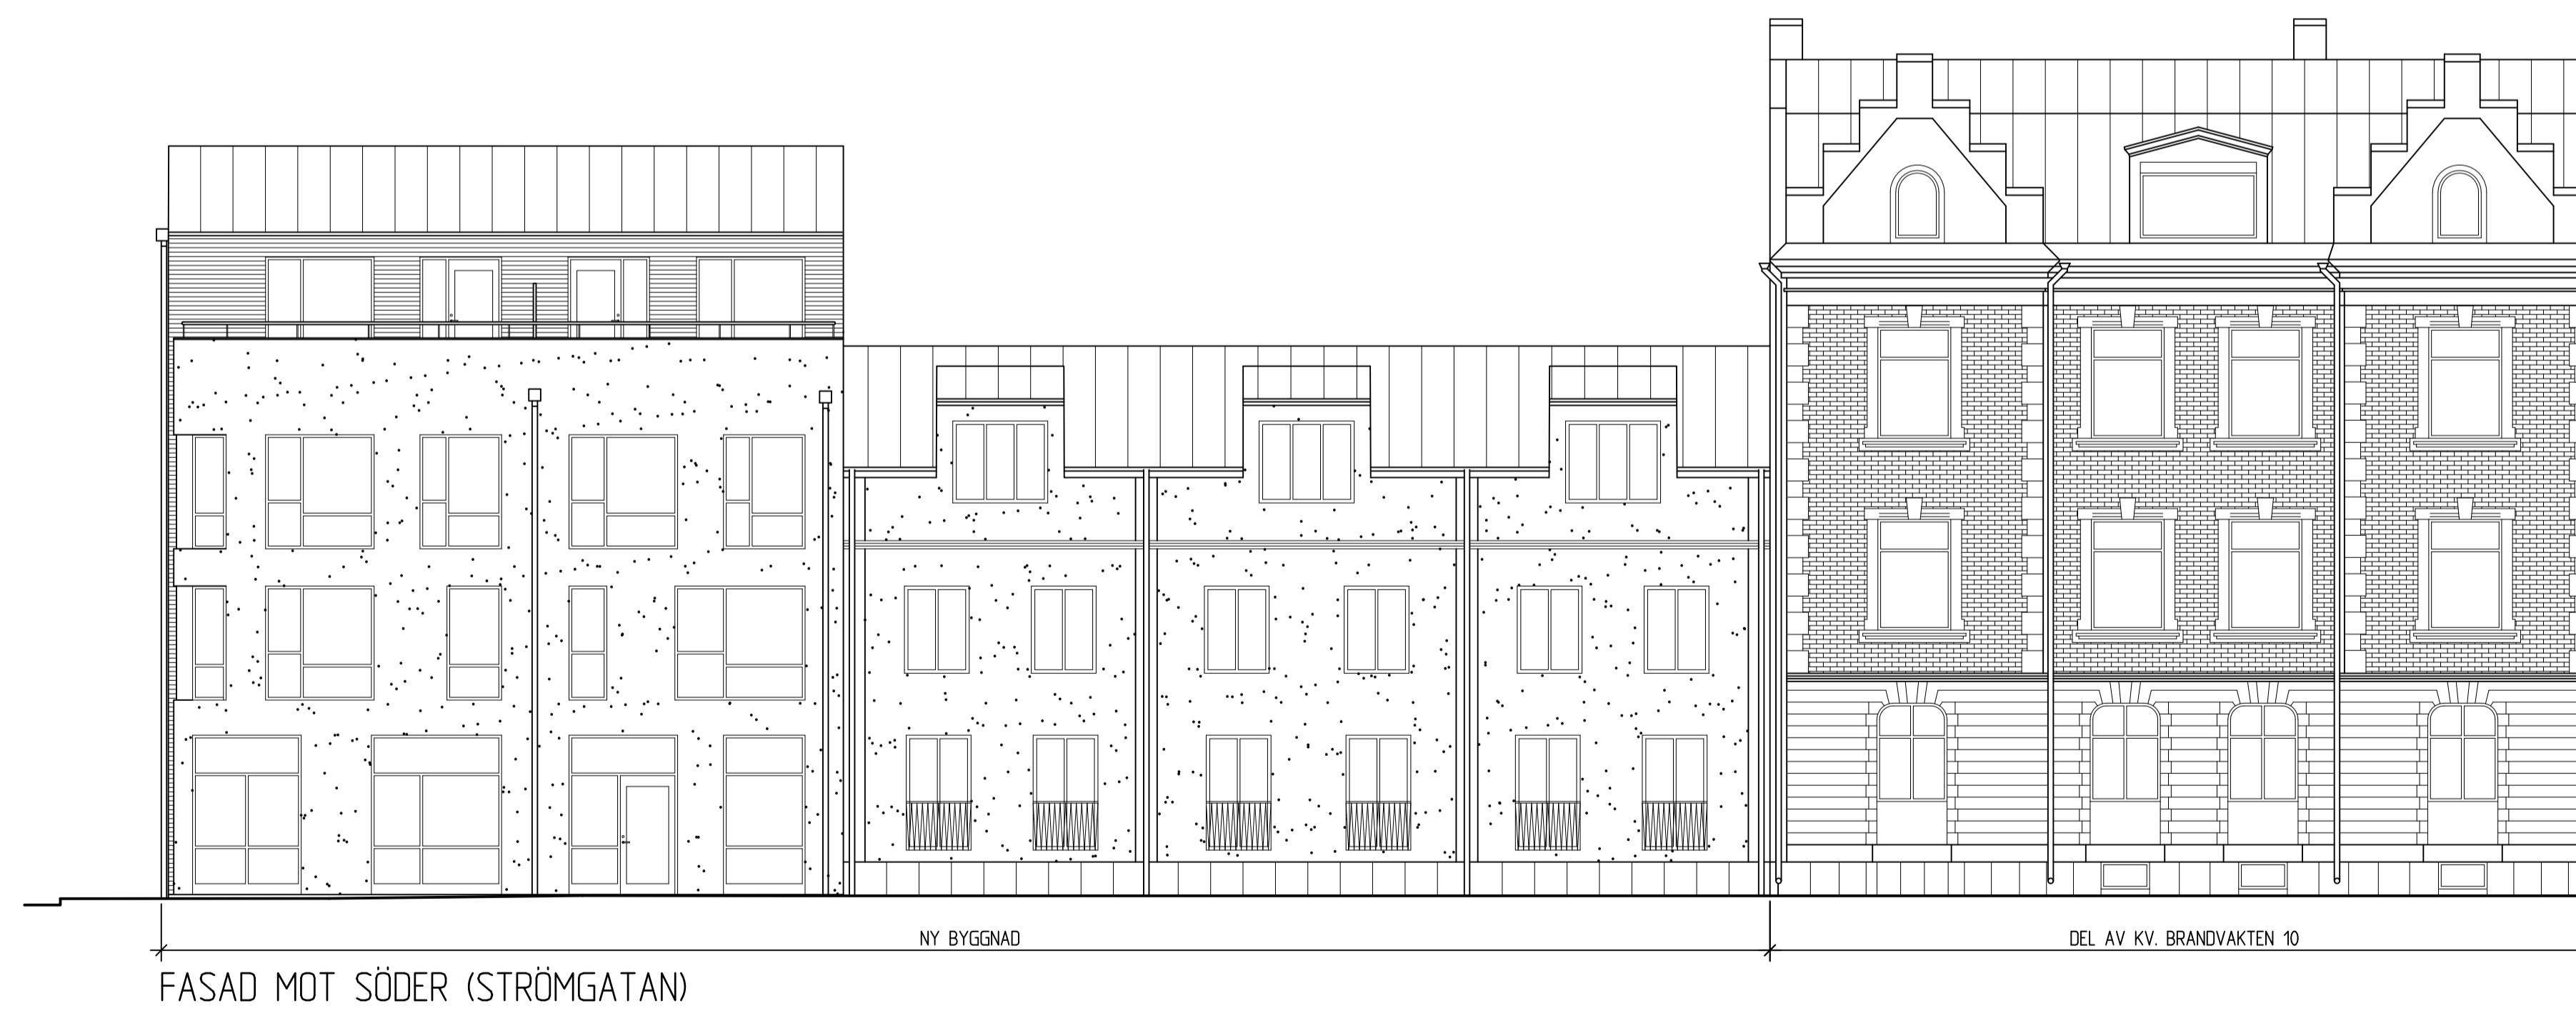 NY BYGGNAD
DEL AV KV. BRANDVAKTEN 10
FASAD MOT SÖDER (STRÖMGATAN)